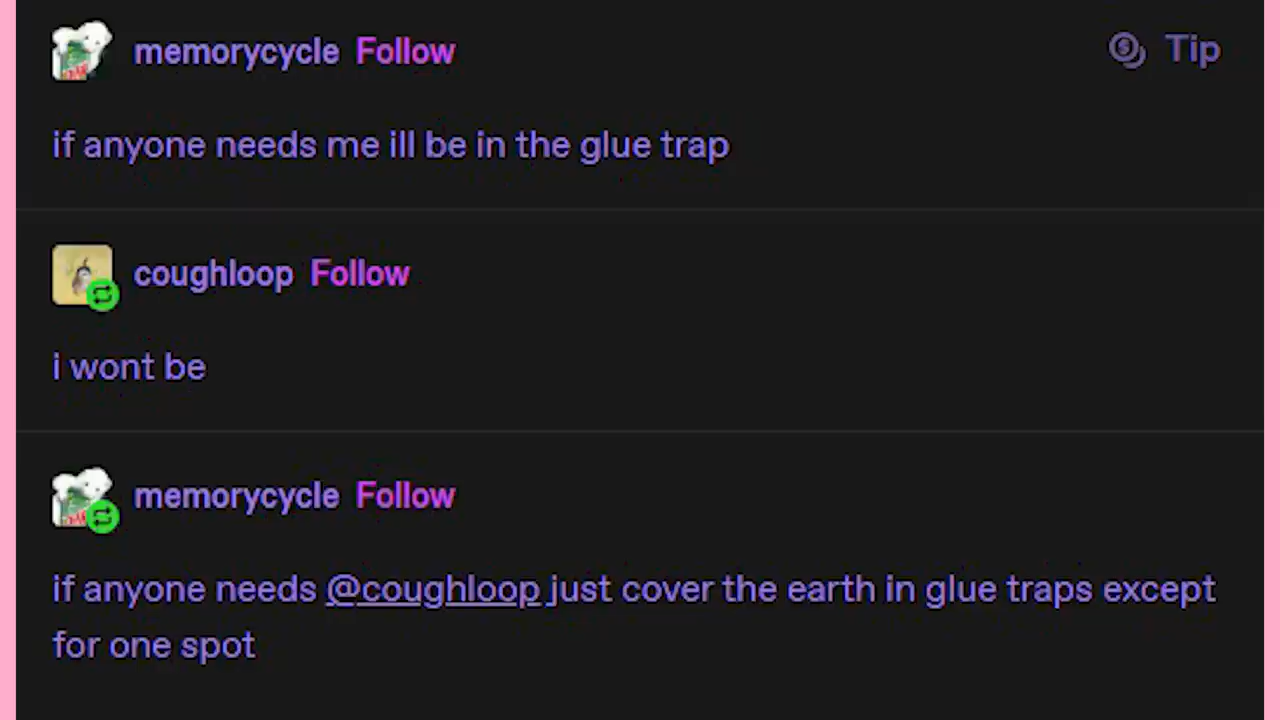 memorycycle Follow Tip
if anyone needs me ill be in the glue trap
coughloop Follow
i wont be
memorycycle Follow
if anyone needs @coughloop just cover the earth in glue traps except
for one spot